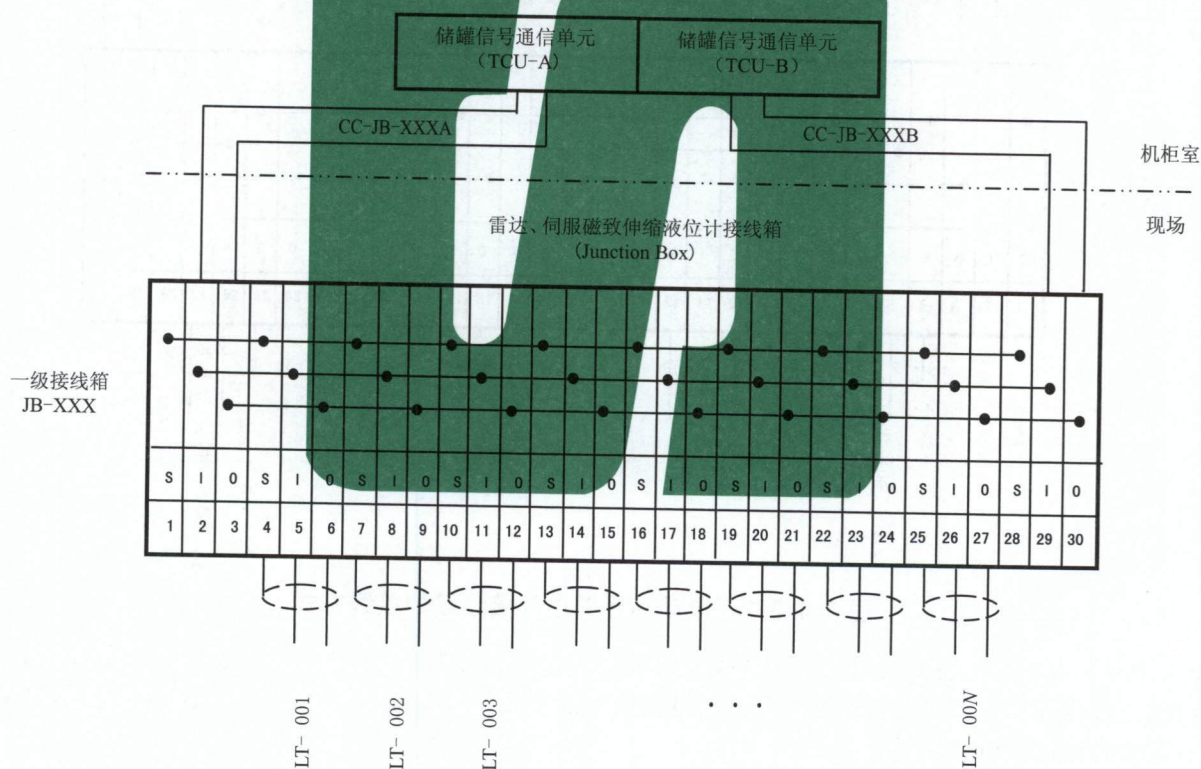 储罐信号通信单元
（TCU-A）
储罐信号通信单元
（TCU-B）
CC-JB-XXXA
CC-JB-XXXB
机柜室
现场
雷达、伺服磁致伸缩液位计接线箱
(Junction Box)
一级接线箱
JB-XXX
S I O S I O S I O S I O S I O S I O S I O S I O S I O S I O
1 2 3 4 5 6 7 8 9 10 11 12 13 14 15 16 17 18 19 20 21 22 23 24 25 26 27 28 29 30
LT- 001
LT- 002
LT- 003
. . .
LT- 00N